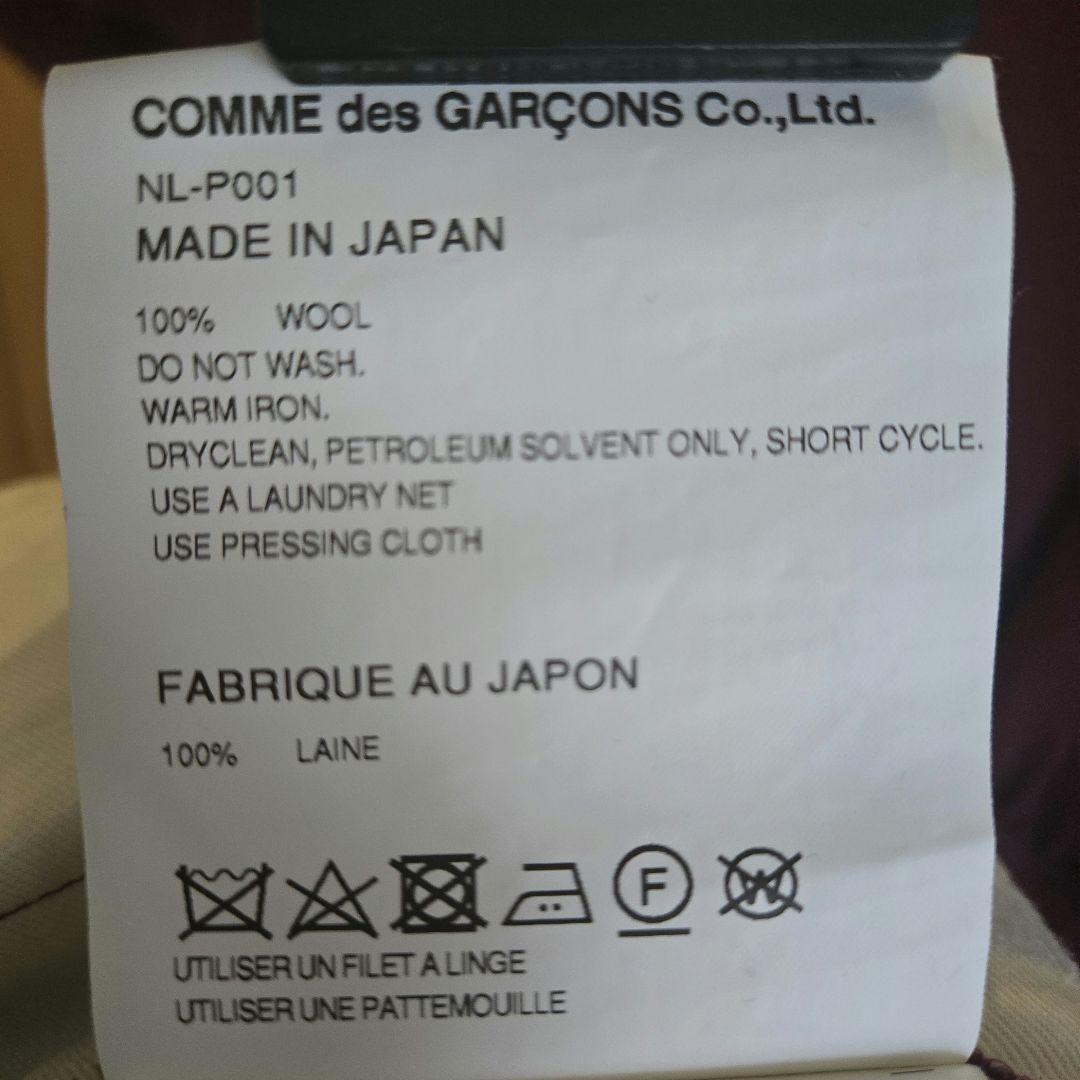 COMME des GARÇONS Co.,Ltd.
NL-P001
MADE IN JAPAN
100% WOOL
DO NOT WASH.
WARM IRON.
DRYCLEAN, PETROLEUM SOLVENT ONLY, SHORT CYCLE.
USE A LAUNDRY NET
USE PRESSING CLOTH
FABRIQUE AU JAPON
100% LAINE
F W
UTILISER UN FILET A LINGE
UTILISER UNE PATTEMOUILLE